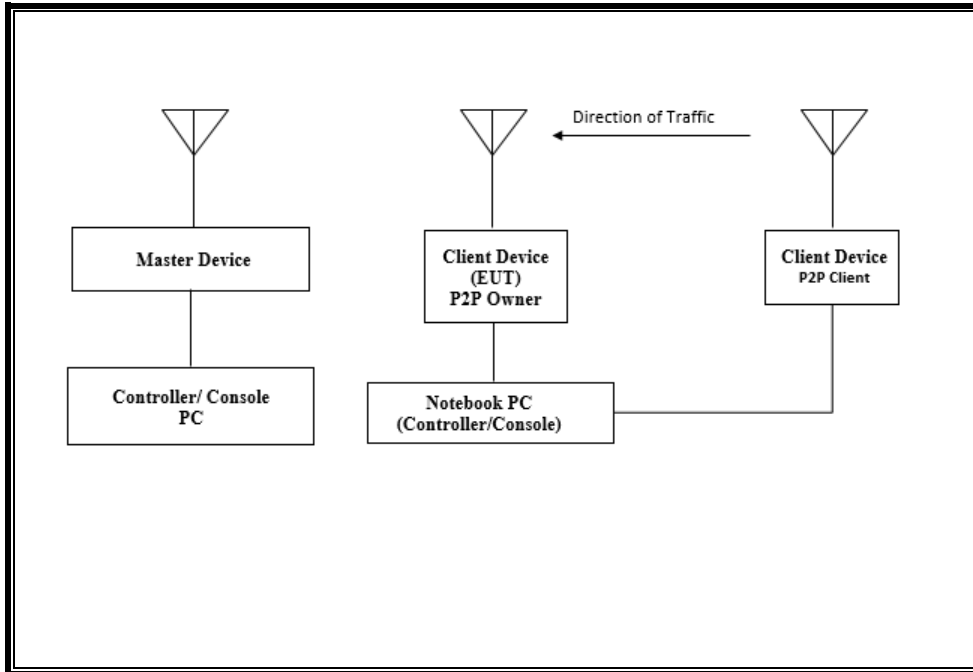 Direction of Traffic
Master Device
Client Device
(EUT)
P2P Owner
Client Device
P2P Client
Controller/ Console
PC
Notebook PC
(Controller/Console)